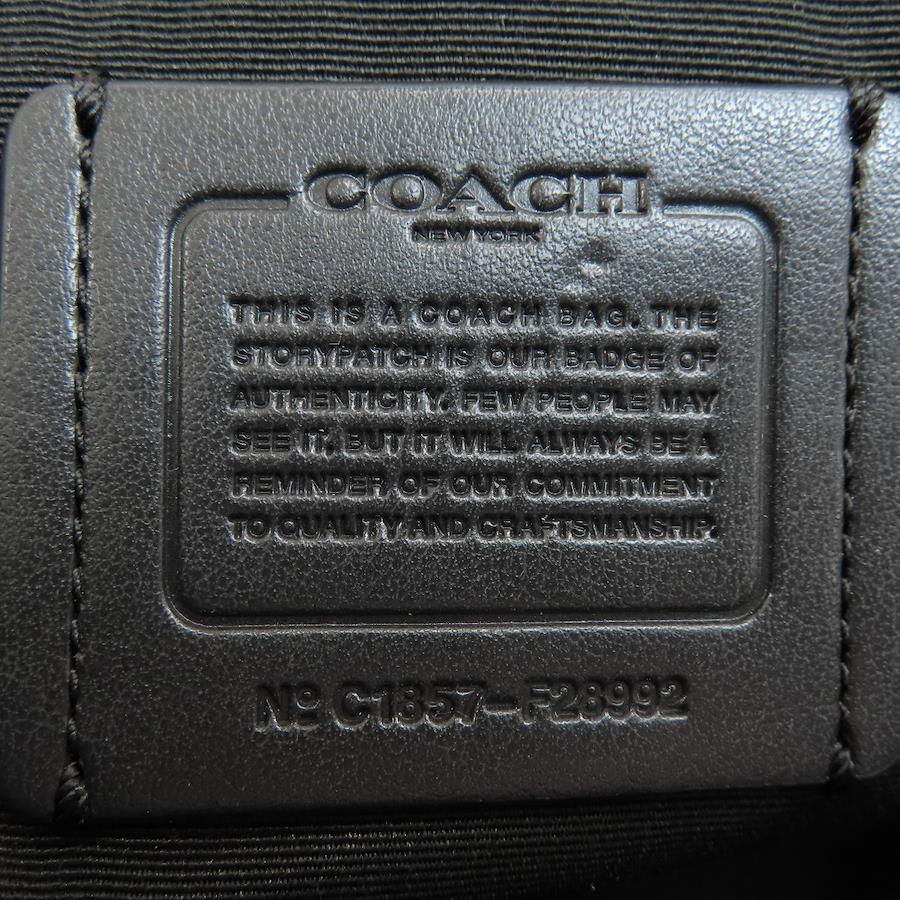 COACH
NEW YORK
THIS IS A COACH BAG. THE
STORYPATCH IS OUR BADGE OF
AUTHENTICITY. FEW PEOPLE MAY
SEE IT, BUT IT WILL ALWAYS BE A
REMINDER OF OUR COMMITMENT
TO QUALITY AND CRAFTSMANSHIP.
Nº C1857-F28992